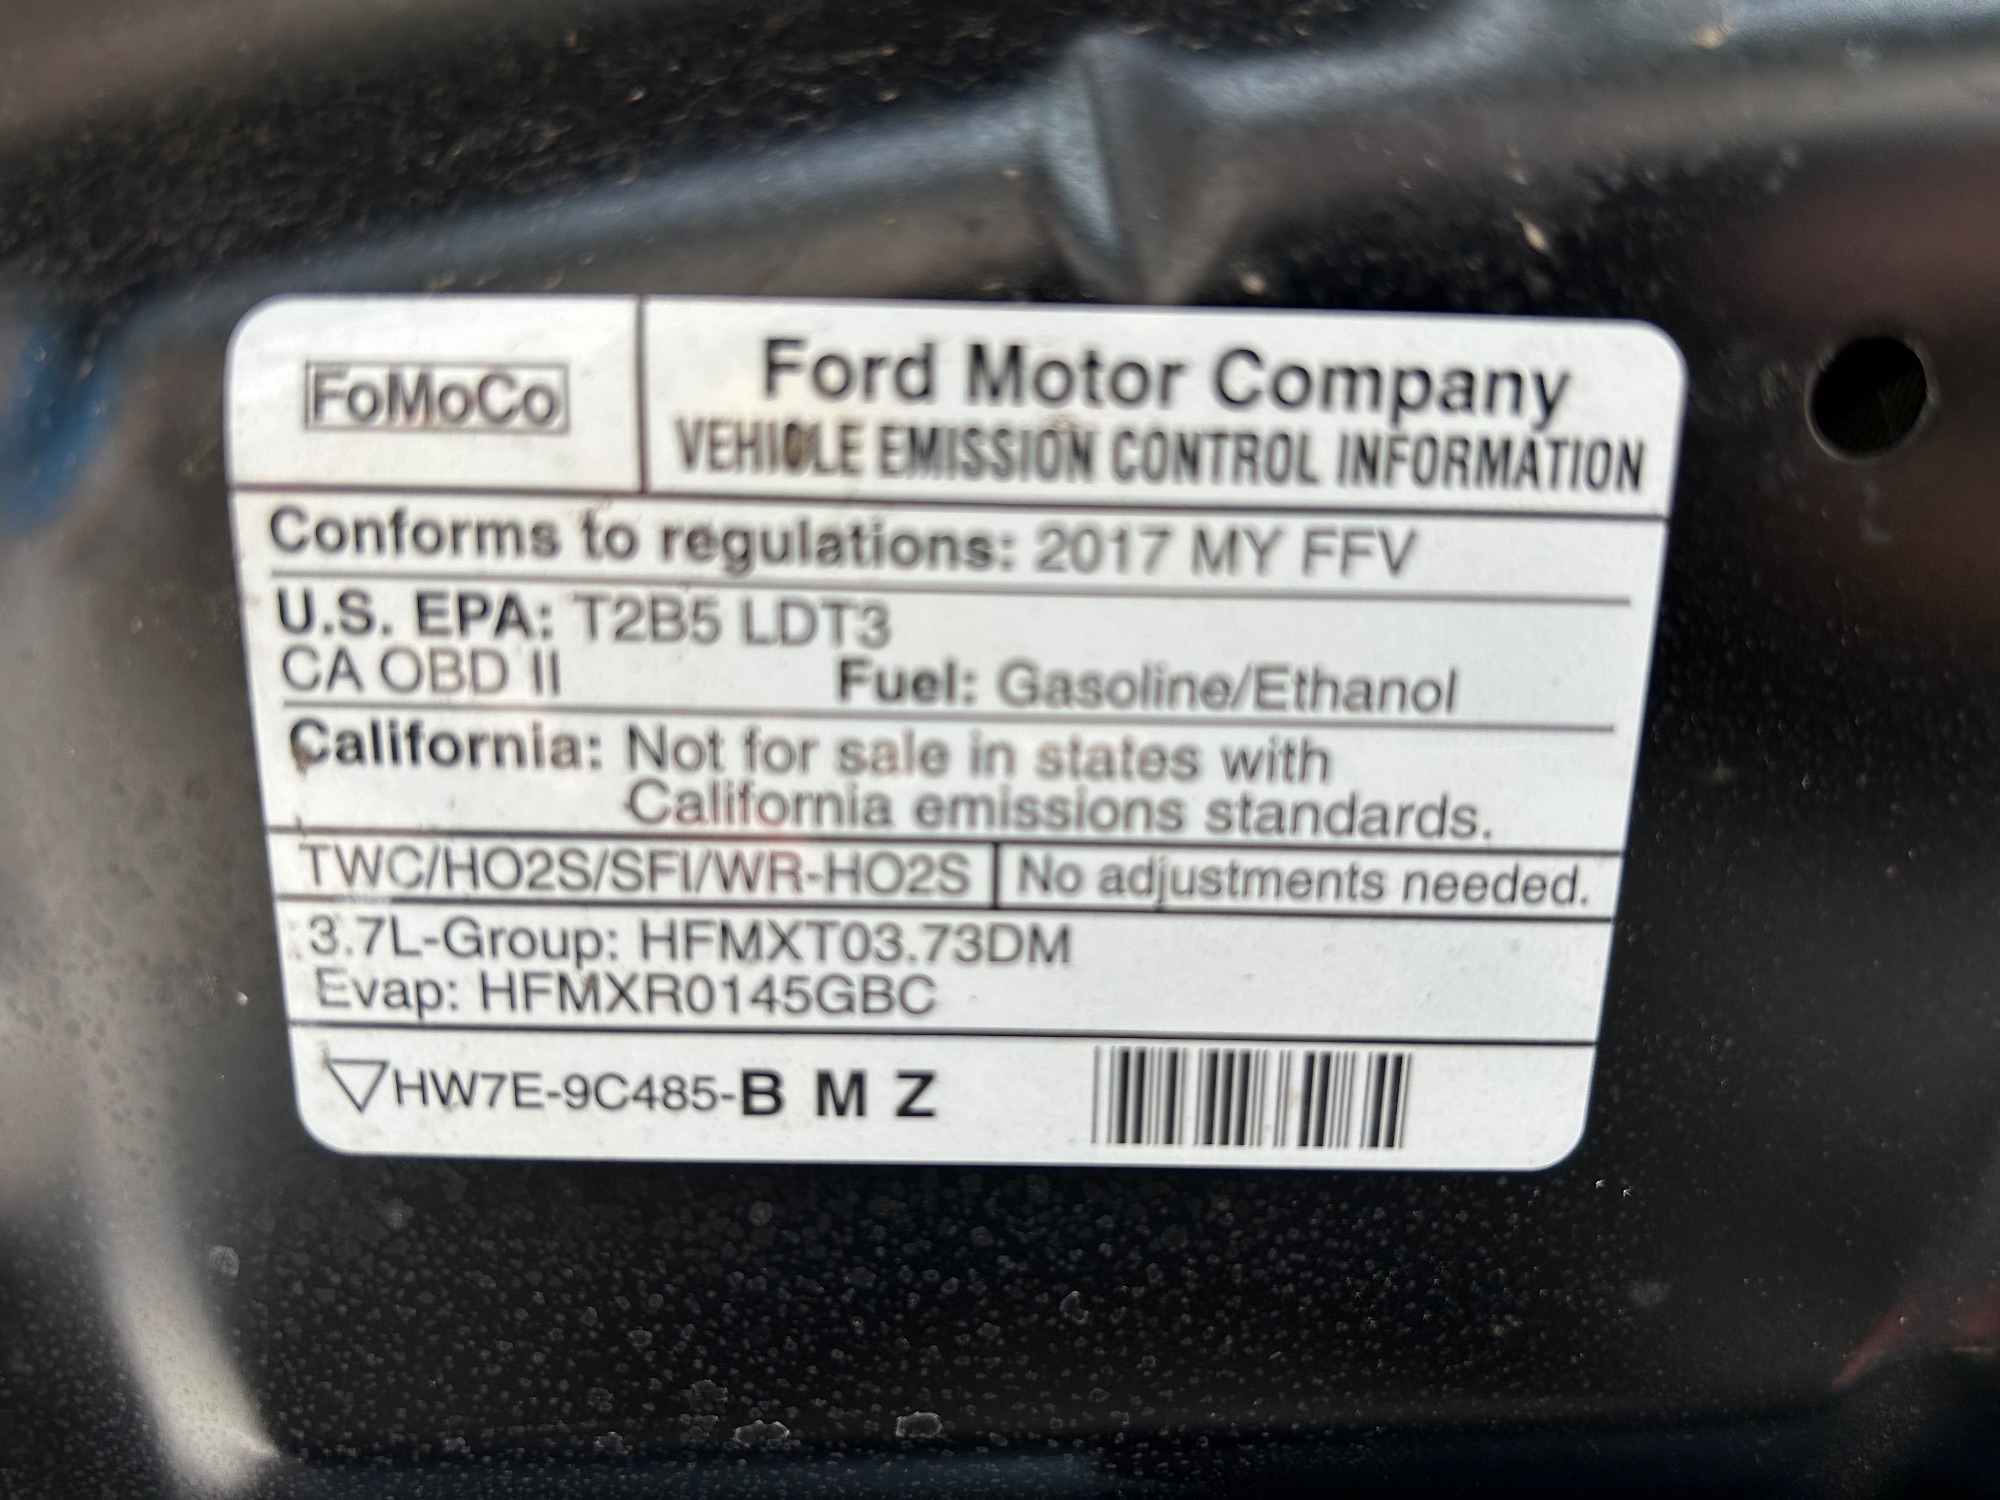 FoMoCo
Ford Motor Company
VEHICLE EMISSION CONTROL INFORMATION
Conforms to regulations: 2017 MY FFV
U.S. EPA: T2B5 LDT3
CA OBD II Fuel: Gasoline/Ethanol
California: Not for sale in states with
California emissions standards.
TWC/HO2S/SFI/WR-HO2S No adjustments needed.
3.7L-Group: HFMXT03.73DM
Evap: HFMXR0145GBC
HW7E-9C485-B M Z